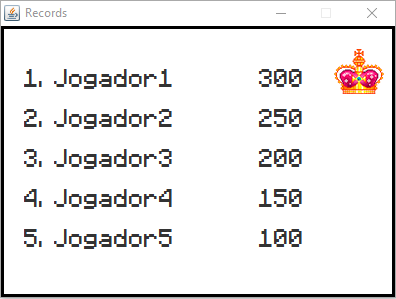 Records
1. Jogador1 300
2. Jogador2 250
3. Jogador3 200
4. Jogador4 150
5. Jogador5 100